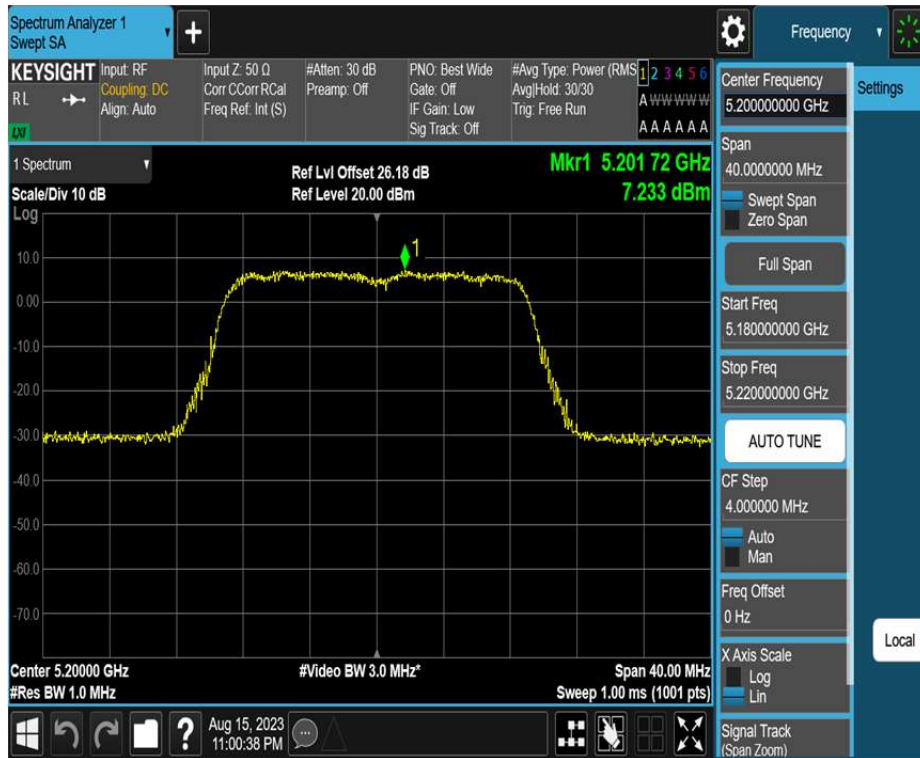 Spectrum Analyzer 1
Swept SA
+
Frequency
KEYSIGHT
RL
LXI
Input: RF
Coupling: DC
Align: Auto
Input Z: 50 Ω
Corr CCorr RCal
Freq Ref: Int (S)
#Atten: 30 dB
Preamp: Off
PNO: Best Wide
Gate: Off
IF Gain: Low
Sig Track: Off
#Avg Type: Power (RMS
Avg|Hold: 30/30
Trig: Free Run
1 2 3 4 5 6
A W W W W W
A A A A A A
1 Spectrum
Scale/Div 10 dB
Log
Ref Lvl Offset 26.18 dB
Ref Level 20.00 dBm
Mkr1 5.201 72 GHz
7.233 dBm
1
10.0
0.00
-10.0
-20.0
-30.0
-40.0
-50.0
-60.0
-70.0
Center 5.20000 GHz
#Res BW 1.0 MHz
#Video BW 3.0 MHz*
Span 40.00 MHz
Sweep 1.00 ms (1001 pts)
Aug 15, 2023
11:00:38 PM
?
Center Frequency
5.200000000 GHz
Settings
Span
40.0000000 MHz
Swept Span
Zero Span
Full Span
Start Freq
5.180000000 GHz
Stop Freq
5.220000000 GHz
AUTO TUNE
CF Step
4.000000 MHz
Auto
Man
Freq Offset
0 Hz
X Axis Scale
Log
Lin
Local
Signal Track
(Span Zoom)